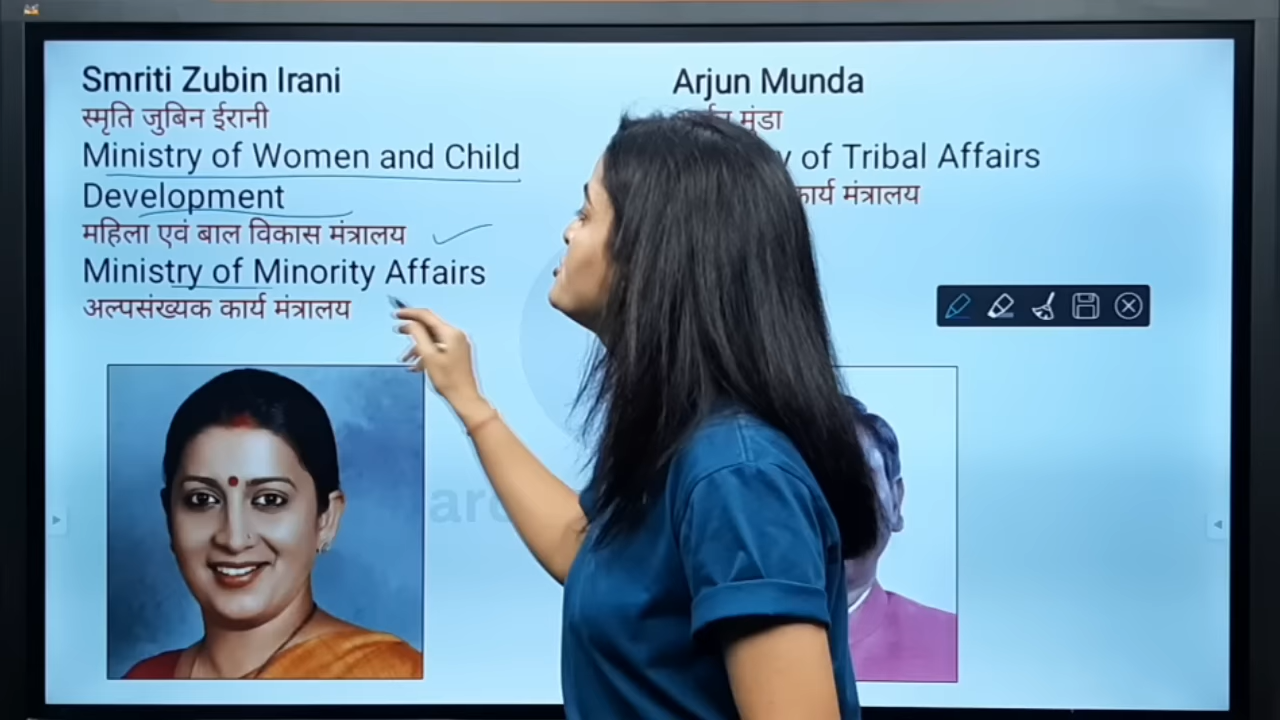 Smriti Zubin Irani
स्मृति जुबिन ईरानी
Ministry of Women and Child
Development
महिला एवं बाल विकास मंत्रालय
Ministry of Minority Affairs
अल्पसंख्यक कार्य मंत्रालय
Arjun Munda
मुंडा
of Tribal Affairs
कार्य मंत्रालय